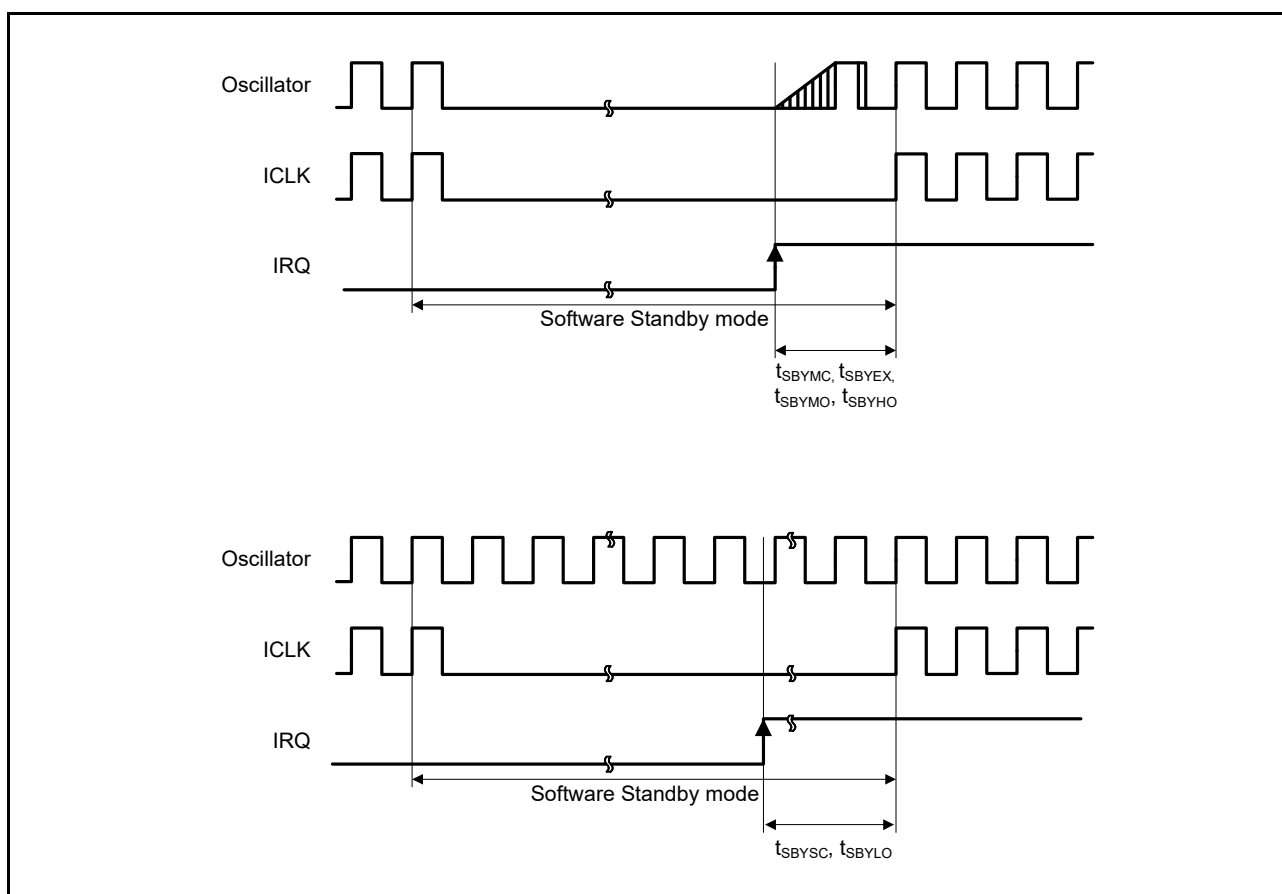 Oscillator
ICLK
IRQ
Software Standby mode
tSBYMC, tSBYEX,
tSBYMO, tSBYHO
Oscillator
ICLK
IRQ
Software Standby mode
tSBYSC, tSBYLO